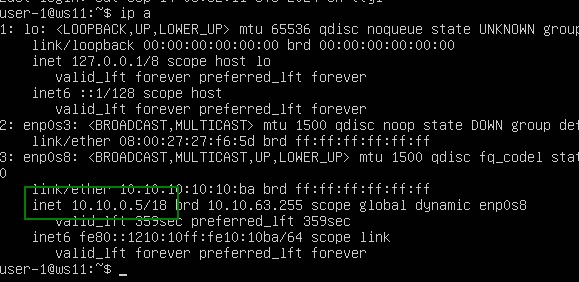 user-1@ws11:~$ ip a
1: lo: <LOOPBACK,UP,LOWER_UP> mtu 65536 qdisc noqueue state UNKNOWN group
link/loopback 00:00:00:00:00:00 brd 00:00:00:00:00:00
inet 127.0.0.1/8 scope host lo
valid_lft forever preferred_lft forever
inet6 ::1/128 scope host
valid_lft forever preferred_lft forever
2: enp0s3: <BROADCAST,MULTICAST> mtu 1500 qdisc noop state DOWN group def
link/ether 08:00:27:27:f6:5d brd ff:ff:ff:ff:ff:ff
3: enp0s8: <BROADCAST,MULTICAST,UP,LOWER_UP> mtu 1500 qdisc fq_codel stat
0
link/ether 10:10:10:10:10:ba brd ff:ff:ff:ff:ff:ff
inet 10.10.0.5/18 brd 10.10.63.255 scope global dynamic enp0s8
valid_lft 359sec preferred_lft 359sec
inet6 fe80::1210:10ff:fe10:10ba/64 scope link
valid_lft forever preferred_lft forever
user-1@ws11:~$ _